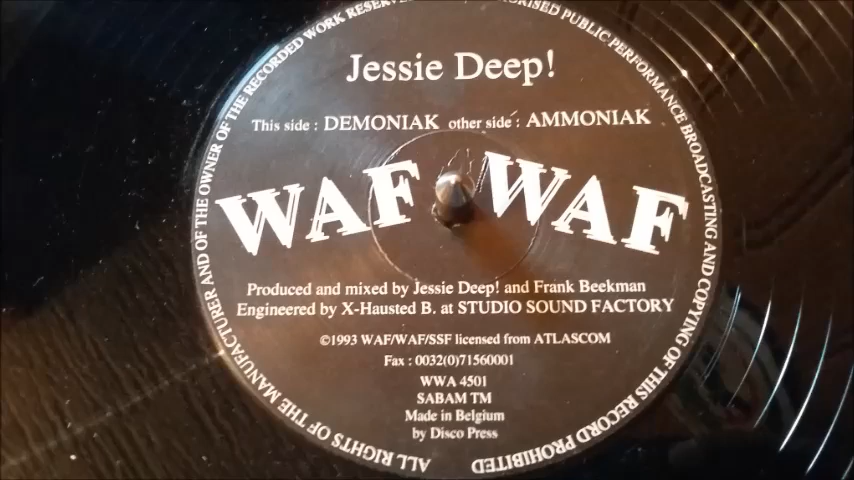 Jessie Deep!
This side : DEMONIAK other side : AMMONIAK
WAF WAF
Produced and mixed by Jessie Deep! and Frank Beekman
Engineered by X-Hausted B. at STUDIO SOUND FACTORY
©1993 WAF/WAF/SSF licensed from ATLASCOM
Fax : 0032(0)71560001
WWA 4501
SABAM TM
Made in Belgium
by Disco Press
ALL RIGHTS OF THE MANUFACTURER AND OF THE OWNER OF THE RECORDED WORK RESERVED PUBLIC PERFORMANCE BROADCASTING AND COPYING OF THIS RECORD PROHIBITED